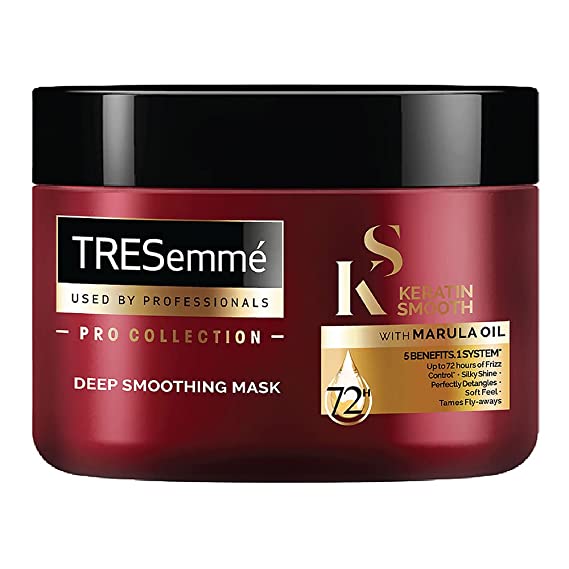 TRESemmé
USED BY PROFESSIONALS
PRO COLLECTION
DEEP SMOOTHING MASK
KS
KERATIN
SMOOTH
WITH MARULA OIL
5 BENEFITS, 1 SYSTEM*
Up to 72 hours of Frizz
Control* • Silky Shine •
Perfectly Detangles •
Soft Feel •
Tames Fly-aways
72H